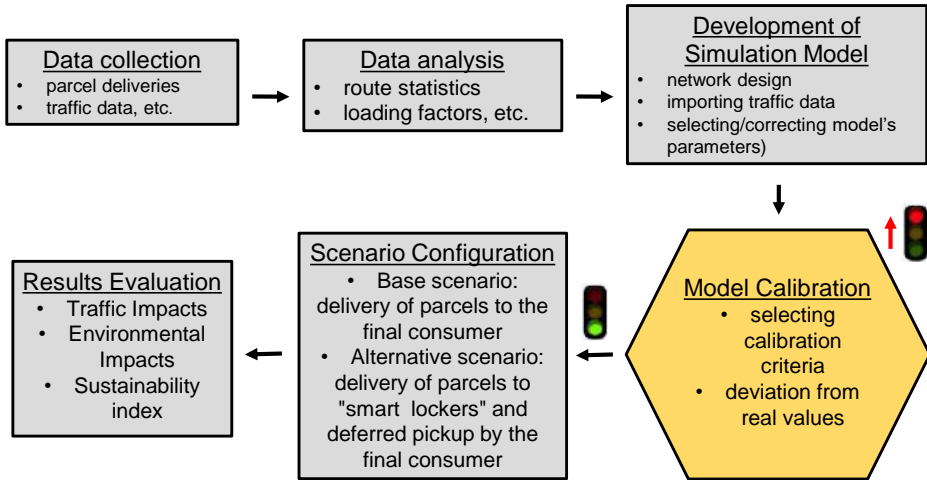 Data collection
• parcel deliveries
• traffic data, etc.
Data analysis
• route statistics
• loading factors, etc.
Development of
Simulation Model
• network design
• importing traffic data
• selecting/correcting model's
parameters)
Model Calibration
• selecting
calibration
criteria
• deviation from
real values
Scenario Configuration
• Base scenario:
delivery of parcels to the
final consumer
• Alternative scenario:
delivery of parcels to
"smart lockers" and
deferred pickup by the
final consumer
Results Evaluation
• Traffic Impacts
• Environmental
Impacts
• Sustainability
index